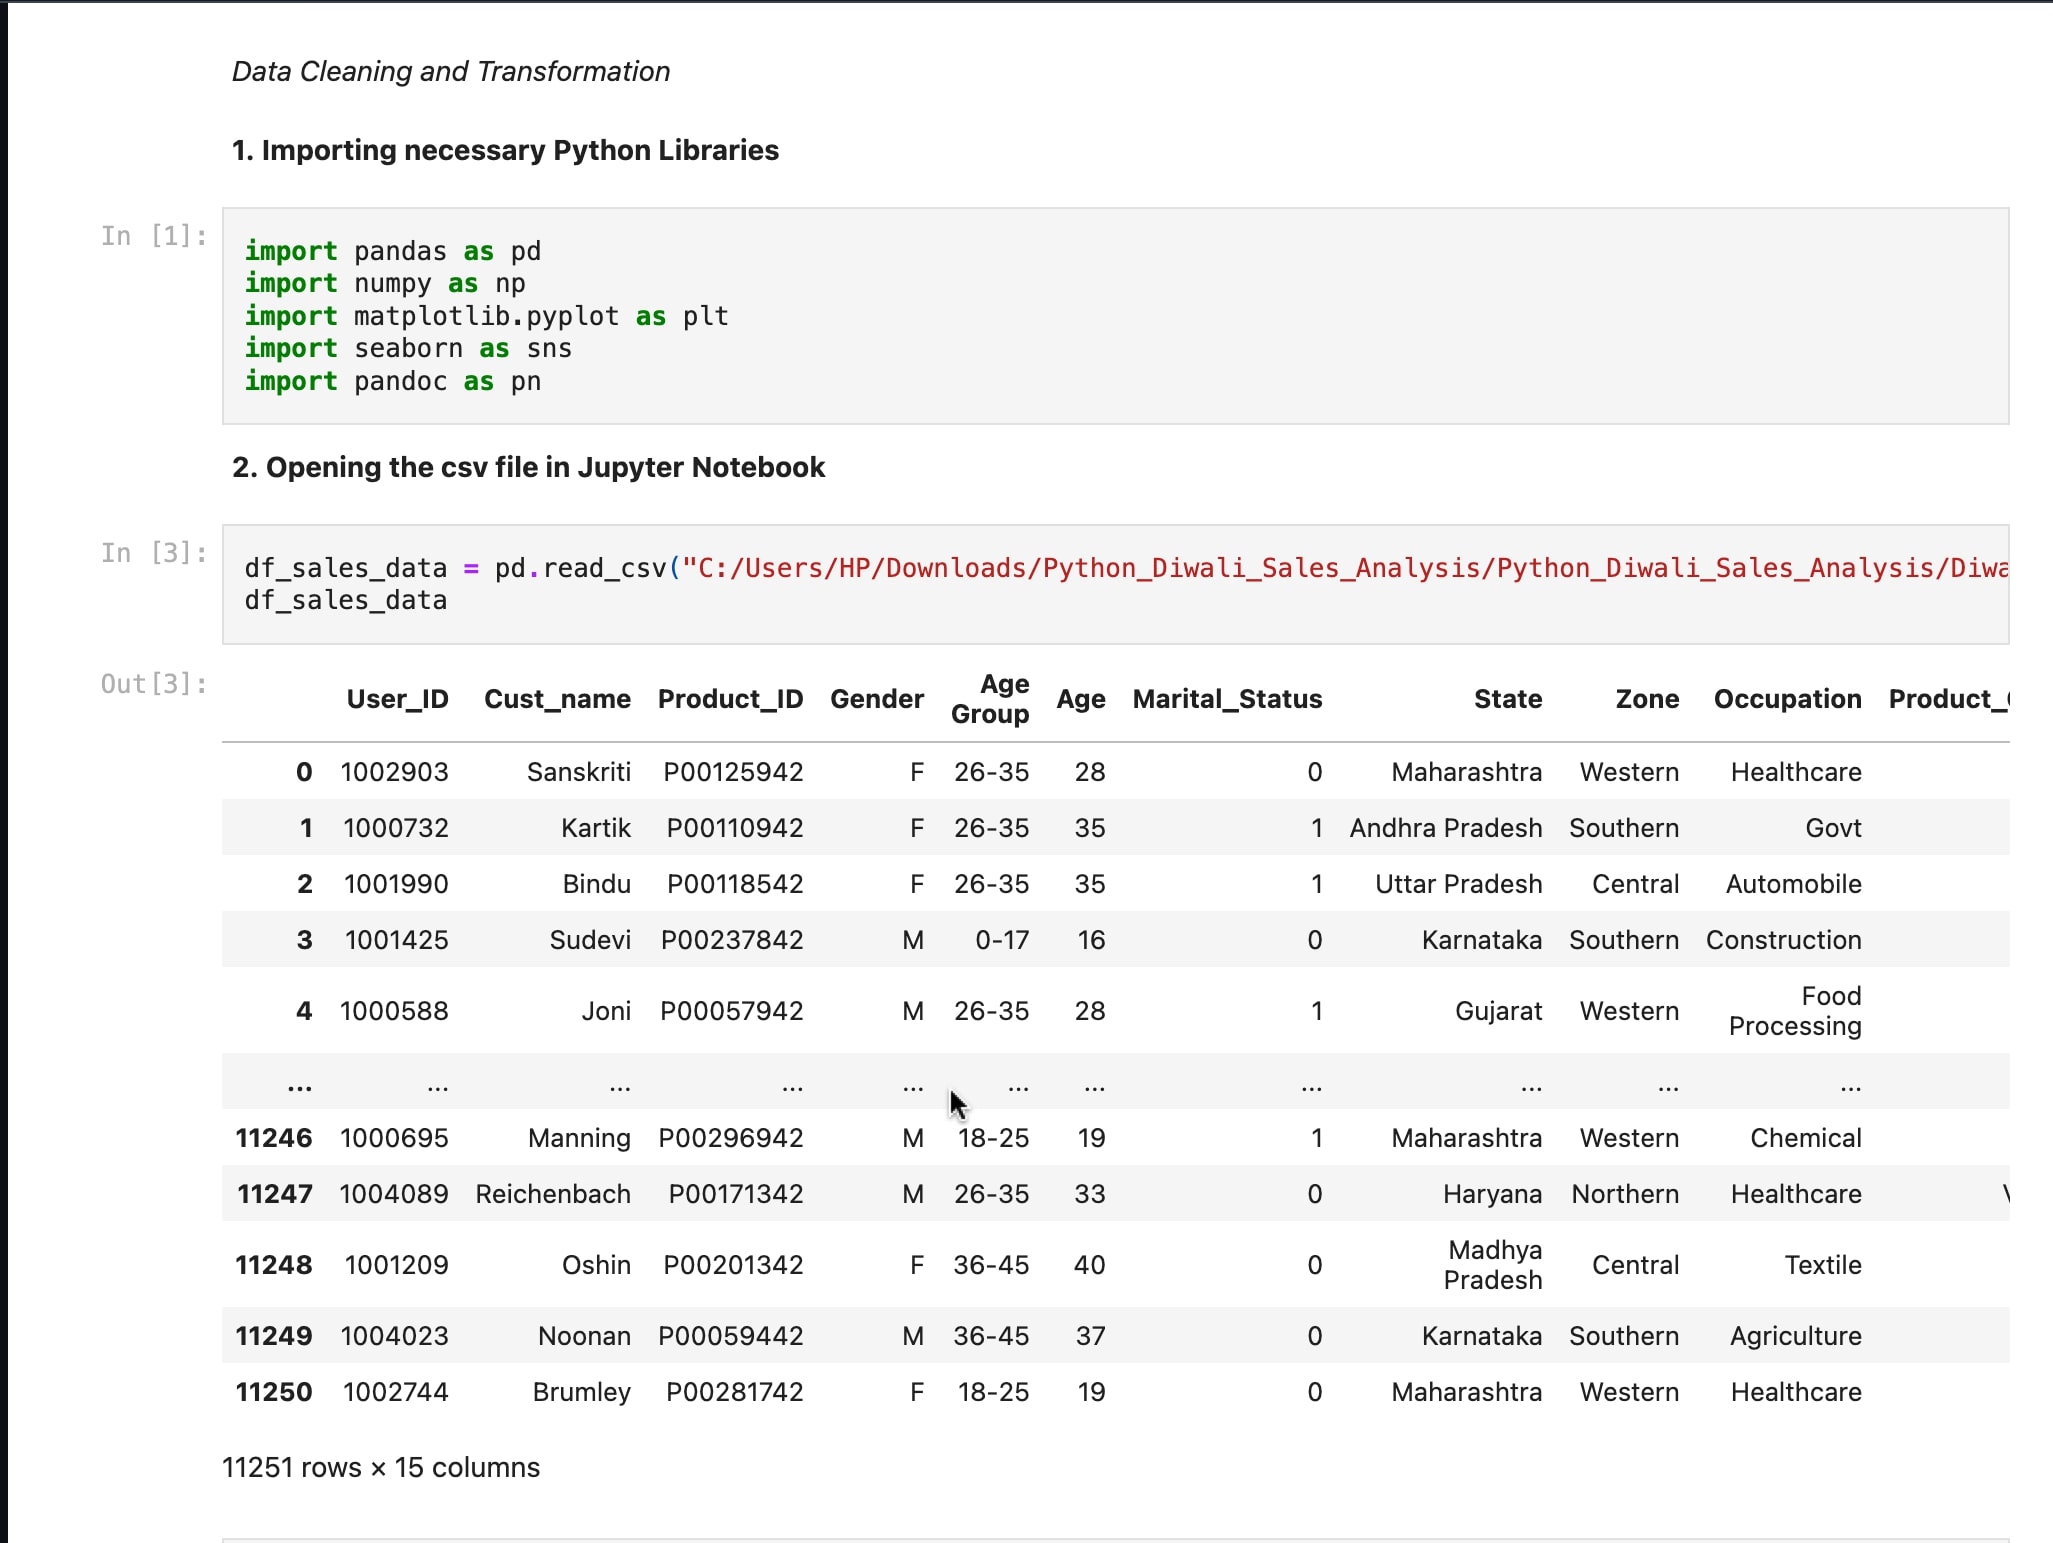 Data Cleaning and Transformation
1. Importing necessary Python Libraries
In [1]:
import pandas as pd
import numpy as np
import matplotlib.pyplot as plt
import seaborn as sns
import pandoc as pn
2. Opening the csv file in Jupyter Notebook
In [3]:
df_sales_data = pd.read_csv("C:/Users/HP/Downloads/Python_Diwali_Sales_Analysis/Python_Diwali_Sales_Analysis/Diwa
df_sales_data
Out[3]:
User_ID Cust_name Product_ID Gender Age Group Age Marital_Status State Zone Occupation Product_
0 1002903 Sanskriti P00125942 F 26-35 28 0 Maharashtra Western Healthcare
1 1000732 Kartik P00110942 F 26-35 35 1 Andhra Pradesh Southern Govt
2 1001990 Bindu P00118542 F 26-35 35 1 Uttar Pradesh Central Automobile
3 1001425 Sudevi P00237842 M 0-17 16 0 Karnataka Southern Construction
4 1000588 Joni P00057942 M 26-35 28 1 Gujarat Western Food Processing
... ... ... ... ... ... ... ... ... ... ...
11246 1000695 Manning P00296942 M 18-25 19 1 Maharashtra Western Chemical
11247 1004089 Reichenbach P00171342 M 26-35 33 0 Haryana Northern Healthcare
11248 1001209 Oshin P00201342 F 36-45 40 0 Madhya Pradesh Central Textile
11249 1004023 Noonan P00059442 M 36-45 37 0 Karnataka Southern Agriculture
11250 1002744 Brumley P00281742 F 18-25 19 0 Maharashtra Western Healthcare
11251 rows × 15 columns